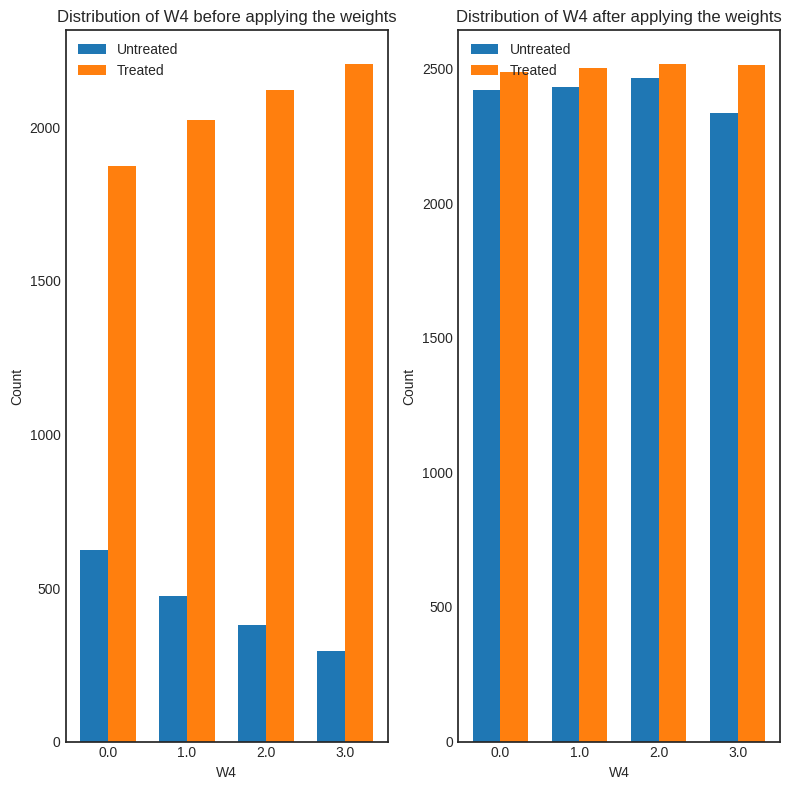 Distribution of W4 before applying the weights
Untreated
Treated
2000
1500
1000
500
0
Count
0.0 1.0 2.0 3.0
W4
Distribution of W4 after applying the weights
Untreated
Treated
2500
2000
1500
1000
500
0
Count
0.0 1.0 2.0 3.0
W4